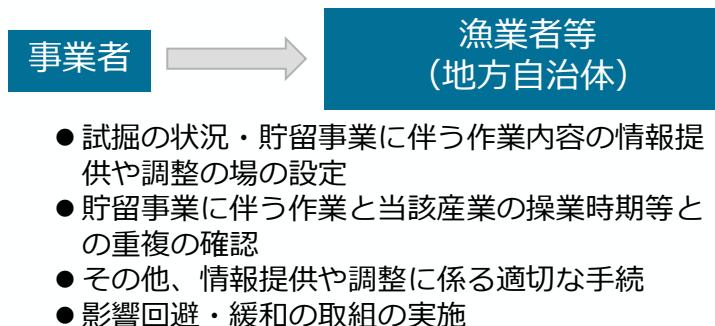 事業者
漁業者等
（地方自治体）
●試掘の状況・貯留事業に伴う作業内容の情報提
供や調整の場の設定
●貯留事業に伴う作業と当該産業の操業時期等と
の重複の確認
●その他、情報提供や調整に係る適切な手続
●影響回避・緩和の取組の実施